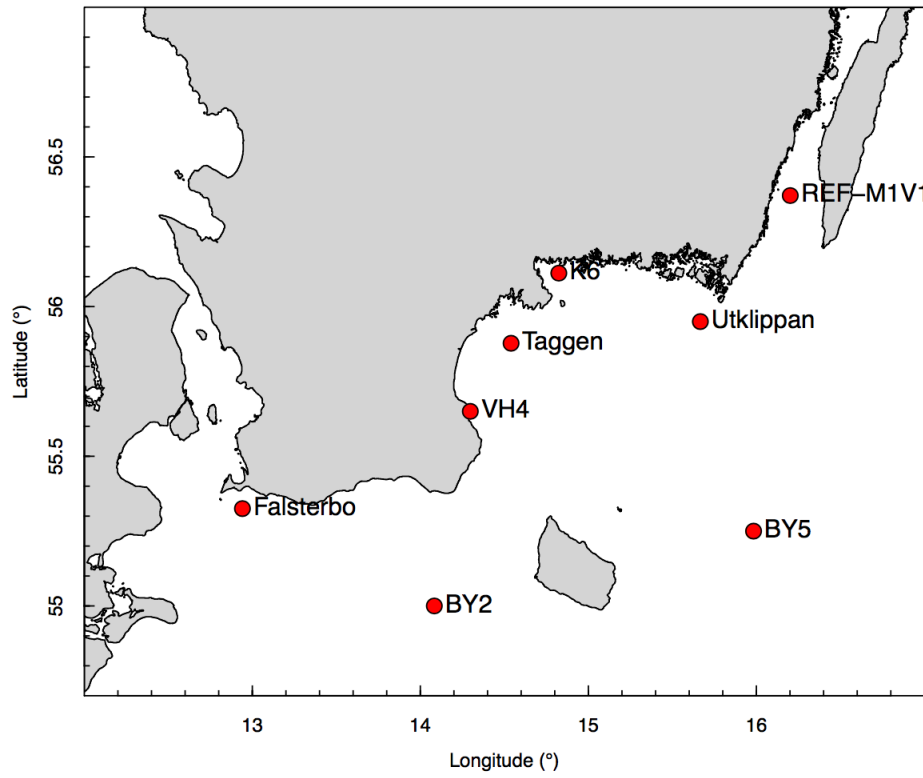 REF–M1V1
K6
Utklippan
Taggen
VH4
Falsterbo
BY5
BY2
Latitude (°)
56.5
56
55.5
55
13
14
15
16
Longitude (°)